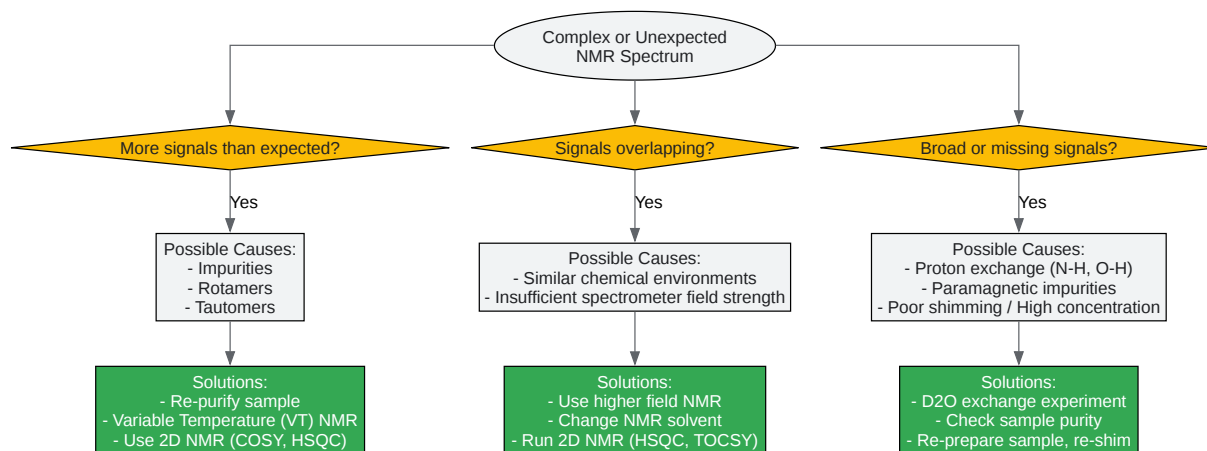 Complex or Unexpected
NMR Spectrum
More signals than expected?
Signals overlapping?
Broad or missing signals?
Yes
Yes
Yes
Possible Causes:
- Impurities
- Rotamers
- Tautomers
Possible Causes:
- Similar chemical environments
- Insufficient spectrometer field strength
Possible Causes:
- Proton exchange (N-H, O-H)
- Paramagnetic impurities
- Poor shimming / High concentration
Solutions:
- Re-purify sample
- Variable Temperature (VT) NMR
- Use 2D NMR (COSY, HSQC)
Solutions:
- Use higher field NMR
- Change NMR solvent
- Run 2D NMR (HSQC, TOCSY)
Solutions:
- D2O exchange experiment
- Check sample purity
- Re-prepare sample, re-shim